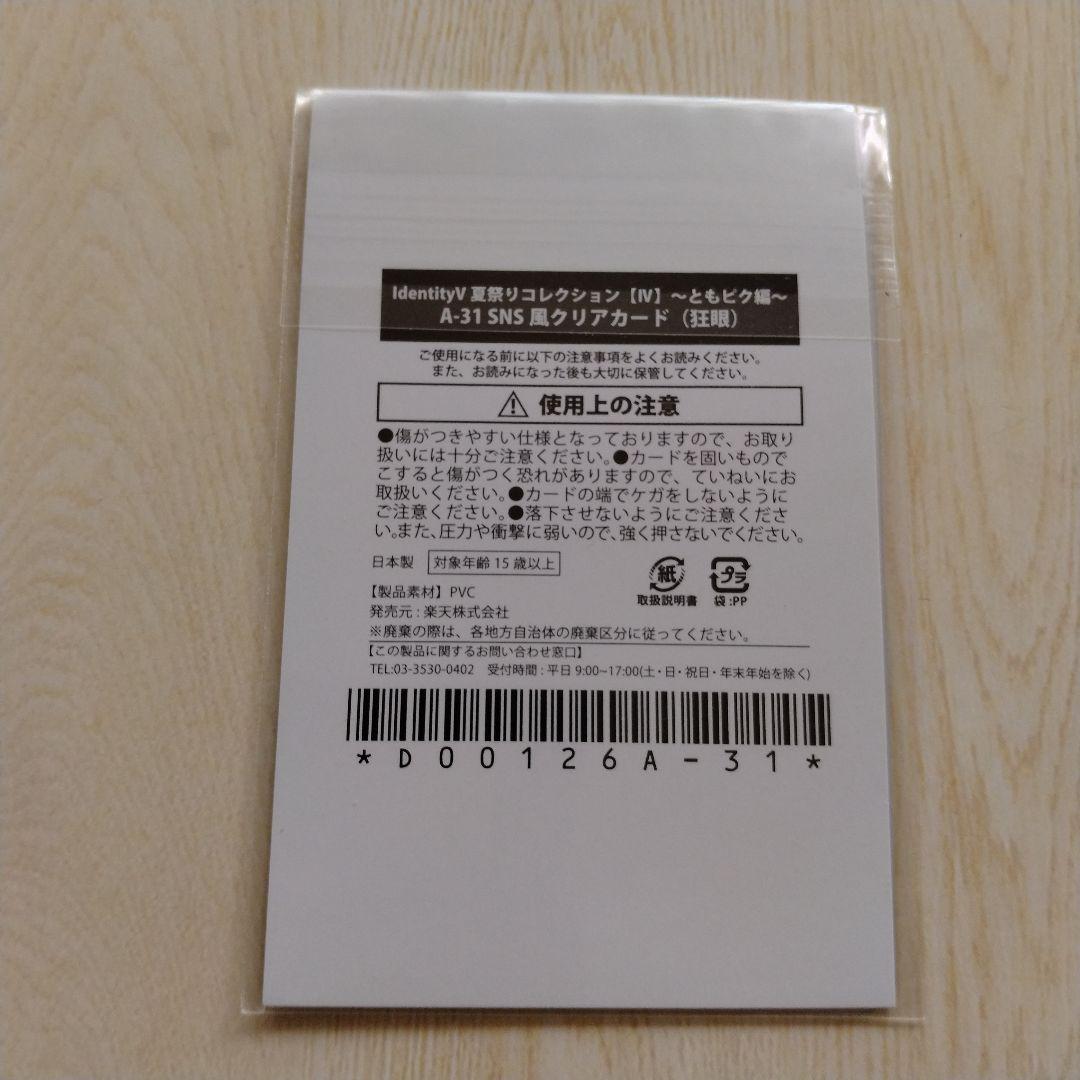 IdentityV 夏祭りコレクション【Ⅳ】～ともピク編～
A-31 SNS 風クリアカード（狂眼）
ご使用になる前に以下の注意事項をよくお読みください。
また、お読みになった後も大切に保管してください。
使用上の注意
●傷がつきやすい仕様となっておりますので、お取り
扱いには十分ご注意ください。●カードを固いもので
こすると傷がつく恐れがありますので、ていねいにお
取扱いください。●カードの端でケガをしないように
ご注意ください。●落下させないようにご注意くださ
い。また、圧力や衝撃に弱いので、強く押さないでください。
日本製 対象年齢 15 歳以上
紙
取扱説明書
プラ
袋:PP
【製品素材】PVC
発売元 : 楽天株式会社
※廃棄の際は、各地方自治体の廃棄区分に従ってください。
【この製品に関するお問い合わせ窓口】
TEL:03-3530-0402 受付時間 : 平日 9:00~17:00(土・日・祝日・年末年始を除く)
*D00126A-31*